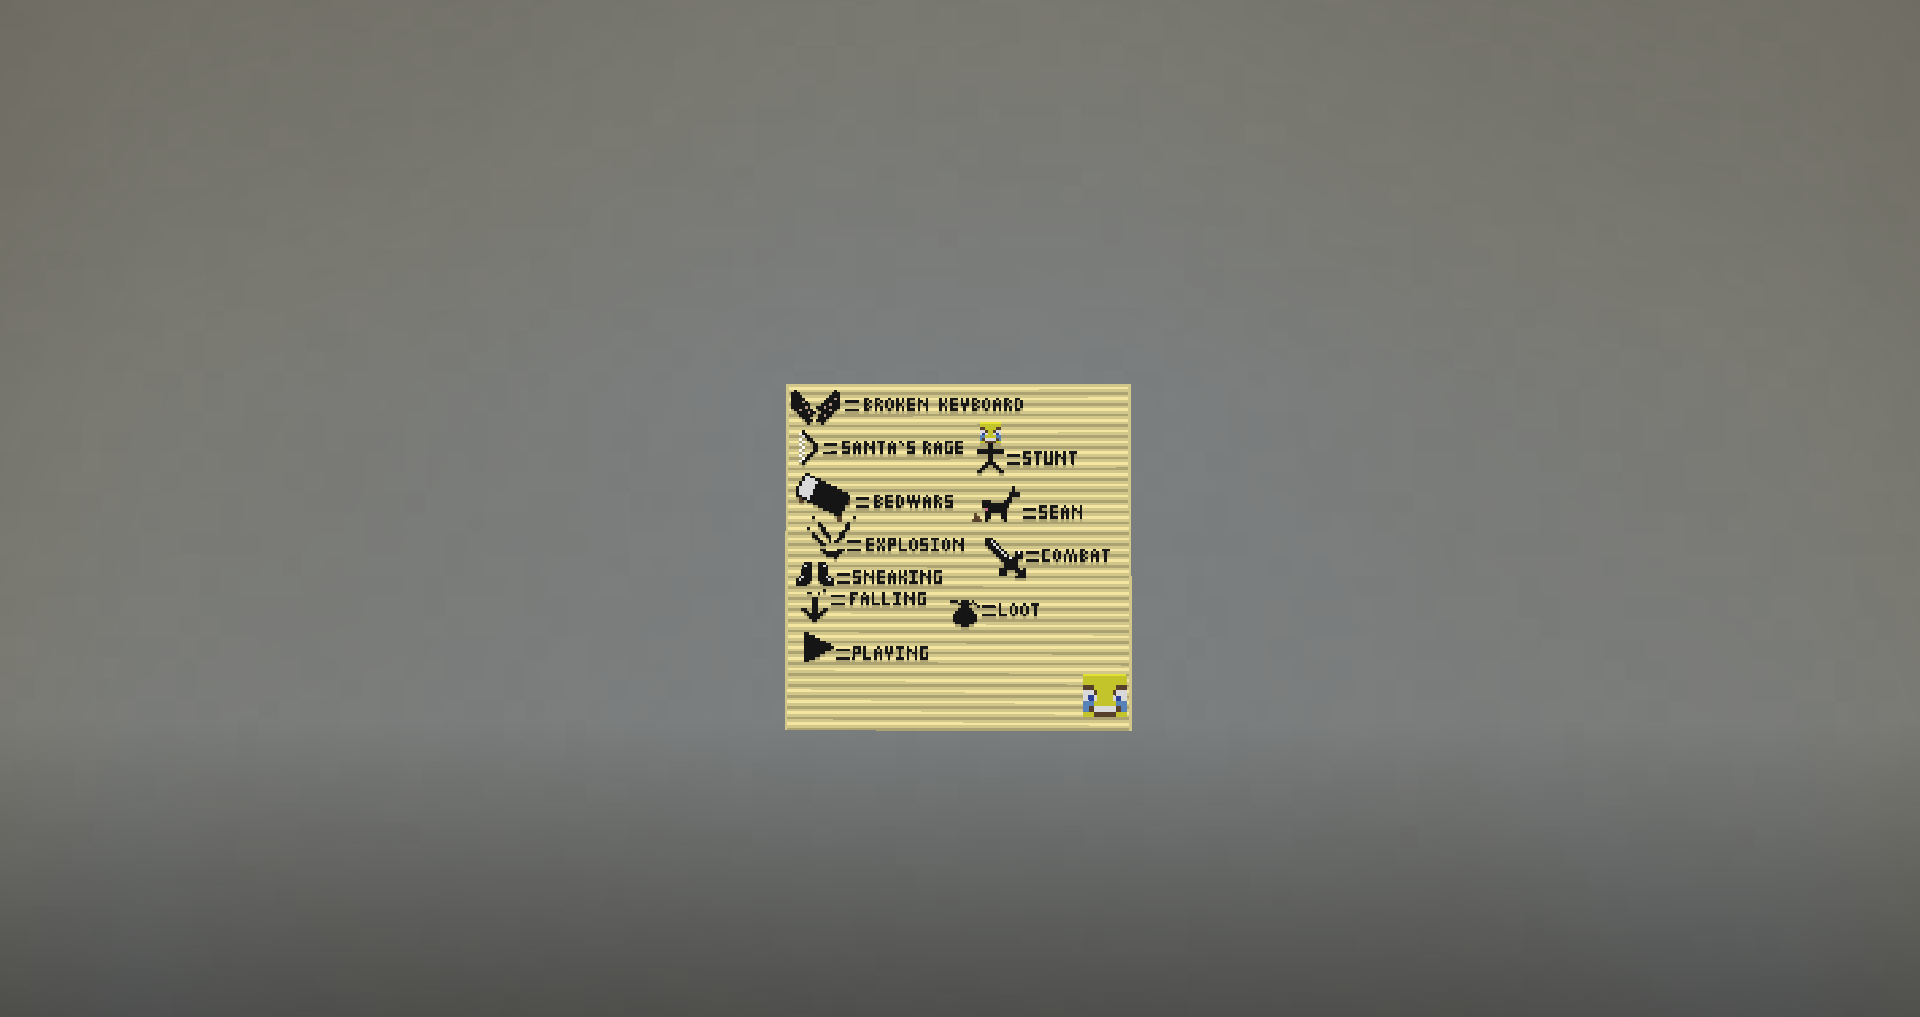 =BROKEN KEYBOARD
=SANTA'S RAGE
=STUNT
=BEDWARS
=SEAN
=EXPLOSION
=COMBAT
=SNEAKING
=FALLING
=LOOT
=PLAYING